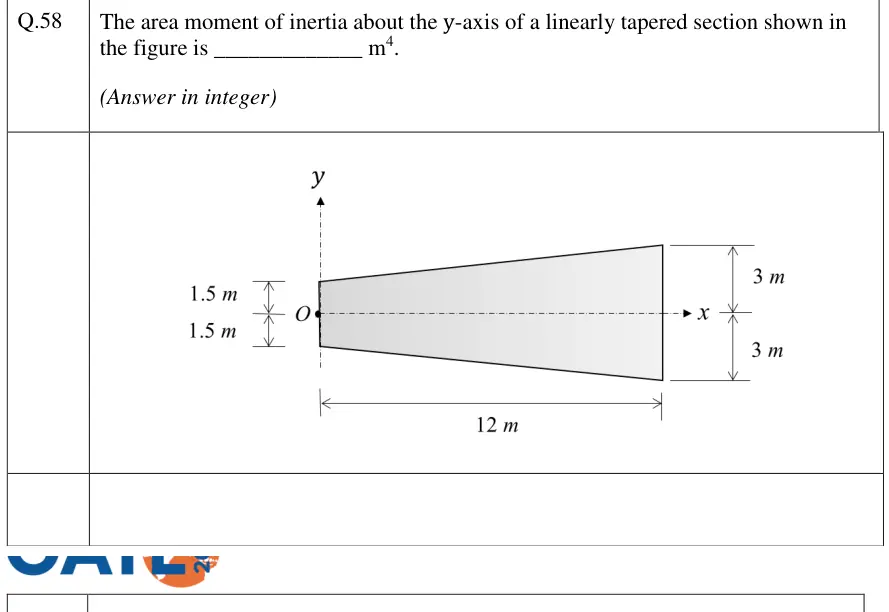 Q.58
The area moment of inertia about the y-axis of a linearly tapered section shown in
the figure is _____________ m⁴.
(Answer in integer)
y
1.5 m
1.5 m
O
x
3 m
3 m
12 m